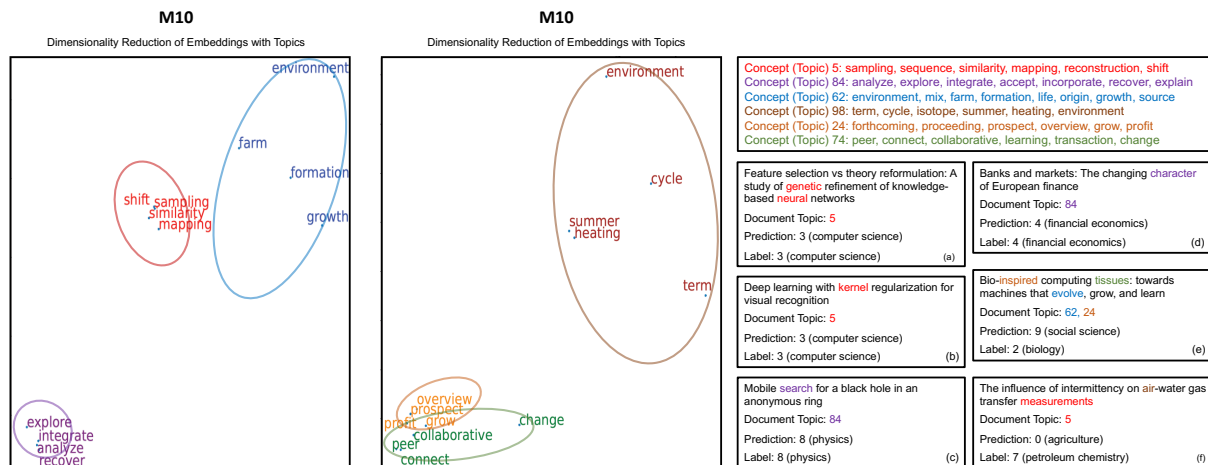 M10
Dimensionality Reduction of Embeddings with Topics
environment
farm
formation
growth
shift
sampling
similarity
mapping
explore
integrate
analyze
recover
M10
Dimensionality Reduction of Embeddings with Topics
environment
cycle
summer
heating
term
overview
prospect
profit
grow
change
collaborative
peer
connect
Concept (Topic) 5: sampling, sequence, similarity, mapping, reconstruction, shift
Concept (Topic) 84: analyze, explore, integrate, accept, incorporate, recover, explain
Concept (Topic) 62: environment, mix, farm, formation, life, origin, growth, source
Concept (Topic) 98: term, cycle, isotope, summer, heating, environment
Concept (Topic) 24: forthcoming, proceeding, prospect, overview, grow, profit
Concept (Topic) 74: peer, connect, collaborative, learning, transaction, change
Feature selection vs theory reformulation: A
study of genetic refinement of knowledge-
based neural networks
Document Topic: 5
Prediction: 3 (computer science)
Label: 3 (computer science)
(a)
Deep learning with kernel regularization for
visual recognition
Document Topic: 5
Prediction: 3 (computer science)
Label: 3 (computer science)
(b)
Mobile search for a black hole in an
anonymous ring
Document Topic: 84
Prediction: 8 (physics)
Label: 8 (physics)
(c)
Banks and markets: The changing character
of European finance
Document Topic: 84
Prediction: 4 (financial economics)
Label: 4 (financial economics)
(d)
Bio-inspired computing tissues: towards
machines that evolve, grow, and learn
Document Topic: 62, 24
Prediction: 9 (social science)
Label: 2 (biology)
(e)
The influence of intermittency on air-water gas
transfer measurements
Document Topic: 5
Prediction: 0 (agriculture)
Label: 7 (petroleum chemistry)
(f)